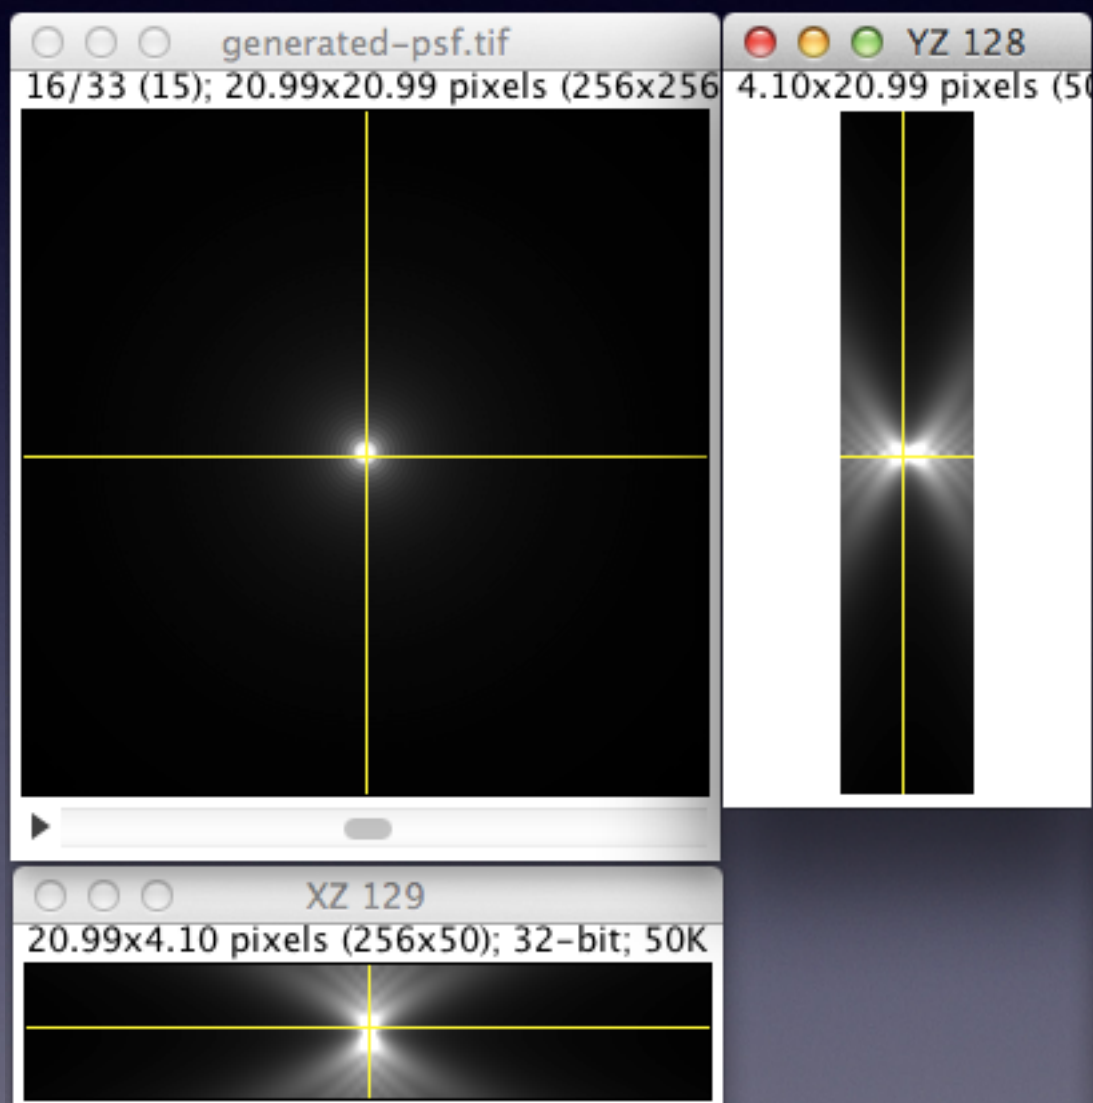 generated-psf.tif
16/33 (15); 20.99x20.99 pixels (256x256
YZ 128
4.10x20.99 pixels (50
XZ 129
20.99x4.10 pixels (256x50); 32-bit; 50K